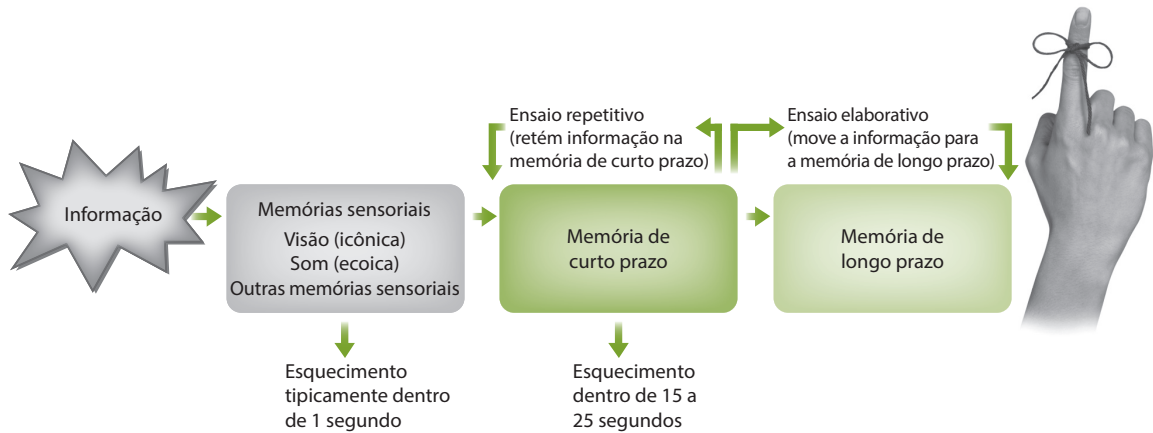 Ensaio repetitivo
(retém informação na
memória de curto prazo)
Ensaio elaborativo
(move a informação para
a memória de longo prazo)
Informação
Memórias sensoriais
Visão (icônica)
Som (ecoica)
Outras memórias sensoriais
Memória de
curto prazo
Memória de
longo prazo
Esquecimento
tipicamente dentro
de 1 segundo
Esquecimento
dentro de 15 a
25 segundos